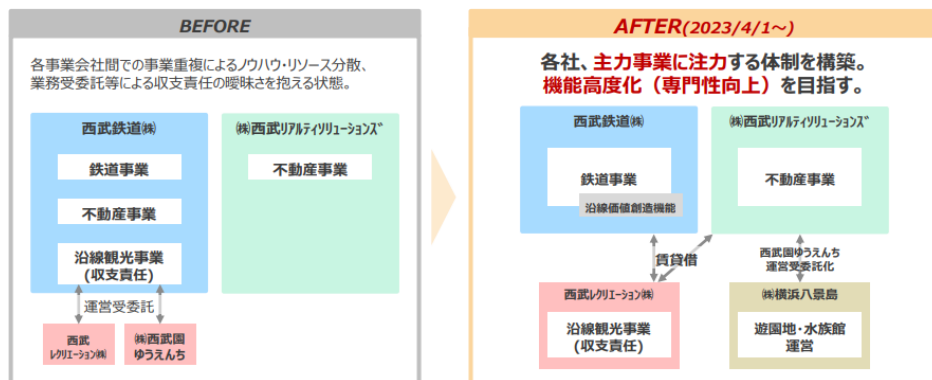 BEFORE
各事業会社間での事業重複によるノウハウ・リソース分散、
業務受委託等による収支責任の曖昧さを抱える状態。
西武鉄道㈱
鉄道事業
不動産事業
沿線観光事業
(収支責任)
運営受委託
西武
ﾚｸﾘｴｰｼｮﾝ㈱
㈱西武園
ゆうえんち
㈱西武ﾘｱﾙﾃｨｿﾘｭｰｼｮﾝｽﾞ
不動産事業
AFTER(2023/4/1～)
各社、主力事業に注力する体制を構築。
機能高度化（専門性向上）を目指す。
西武鉄道㈱
鉄道事業
沿線価値創造機能
㈱西武ﾘｱﾙﾃｨｿﾘｭｰｼｮﾝｽﾞ
不動産事業
賃貸借
西武園ゆうえんち
運営受委託化
西武ﾚｸﾘｴｰｼｮﾝ㈱
沿線観光事業
(収支責任)
㈱横浜八景島
遊園地・水族館
運営